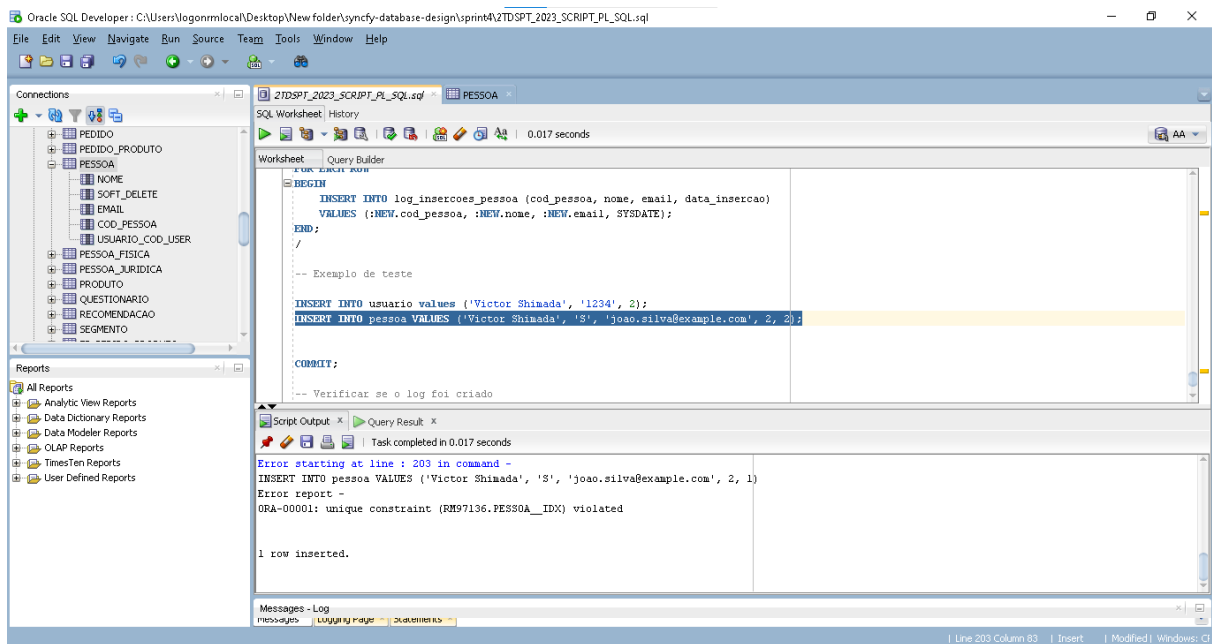 Oracle SQL Developer : C:\Users\logonrmlocal\Desktop\New folder\syncfy-database-design\sprint4\2TDSPT_2023_SCRIPT_PL_SQL.sql
File Edit View Navigate Run Source Team Tools Window Help
Connections
PEDIDO
PEDIDO_PRODUTO
PESSOA
NOME
SOFT_DELETE
EMAIL
COD_PESSOA
USUARIO_COD_USER
PESSOA_FISICA
PESSOA_JURIDICA
PRODUTO
QUESTIONARIO
RECOMENDACAO
SEGMENTO
Reports
All Reports
Analytic View Reports
Data Dictionary Reports
Data Modeler Reports
OLAP Reports
TimesTen Reports
User Defined Reports
2TDSPT_2023_SCRIPT_PL_SQL.sql PESSOA
SQL Worksheet History
0.017 seconds
AA
Worksheet Query Builder
FOR EACH ROW
BEGIN
INSERT INTO log_insercoes_pessoa (cod_pessoa, nome, email, data_insercao)
VALUES (:NEW.cod_pessoa, :NEW.nome, :NEW.email, SYSDATE);
END;
/
-- Exemplo de teste
INSERT INTO usuario values ('Victor Shimada', '1234', 2);
INSERT INTO pessoa VALUES ('Victor Shimada', 'S', 'joao.silva@example.com', 2, 2);
COMMIT;
-- Verificar se o log foi criado
Script Output x Query Result x
Task completed in 0.017 seconds
Error starting at line : 203 in command -
INSERT INTO pessoa VALUES ('Victor Shimada', 'S', 'joao.silva@example.com', 2, 1)
Error report -
ORA-00001: unique constraint (RM97136.PESSOA__IDX) violated
1 row inserted.
Messages - Log
Messages Logging Page Statements
Line 203 Column 83 Insert Modified Windows: C